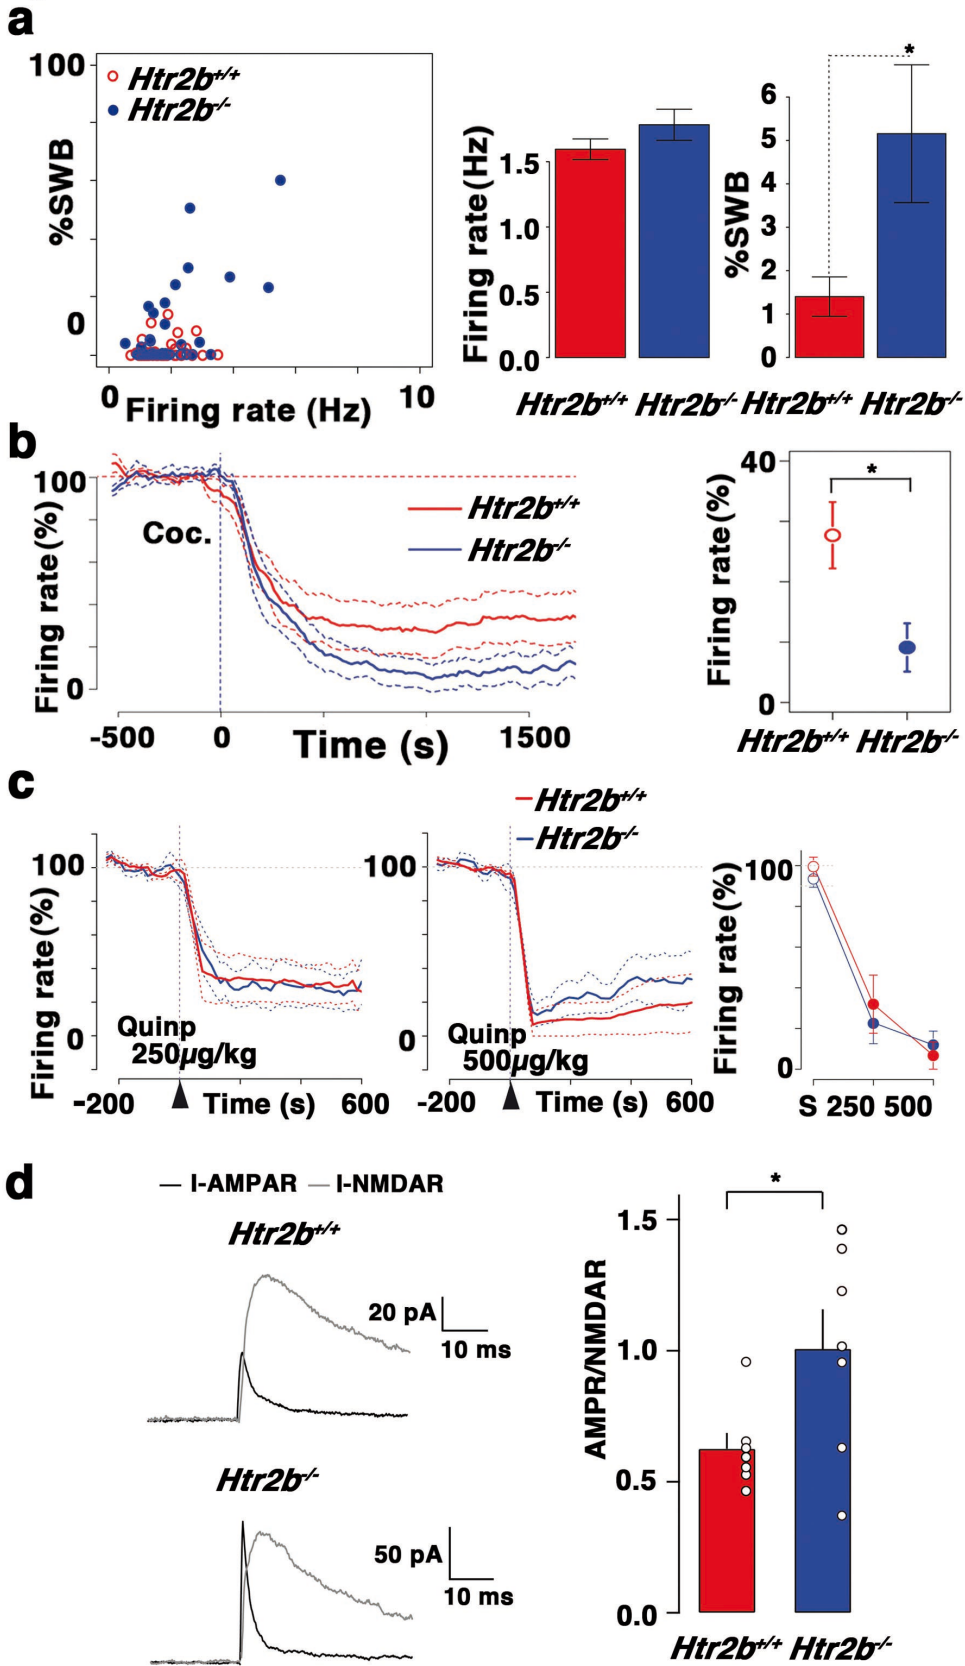 a
100
Htr2b+/+
Htr2b-/-
%SWB
0
0
10
Firing rate (Hz)
Firing rate(Hz)
1.5
1.0
0.5
0.0
Htr2b+/+ Htr2b-/-
*
%SWB
6
5
4
3
2
1
0
Htr2b+/+ Htr2b-/-
b
Firing rate(%)
100
0
Coc.
Htr2b+/+
Htr2b-/-
-500
0
Time (s)
1500
Firing rate(%)
40
0
*
Htr2b+/+ Htr2b-/-
c
Htr2b+/+
Htr2b-/-
Firing rate(%)
100
0
Quinp
250µg/kg
-200
Time (s)
600
100
0
Quinp
500µg/kg
-200
Time (s)
600
Firing rate(%)
100
0
S 250 500
d
I-AMPAR
I-NMDAR
Htr2b+/+
20 pA
10 ms
Htr2b-/-
50 pA
10 ms
*
AMPR/NMDAR
1.5
1.0
0.5
0.0
Htr2b+/+ Htr2b-/-